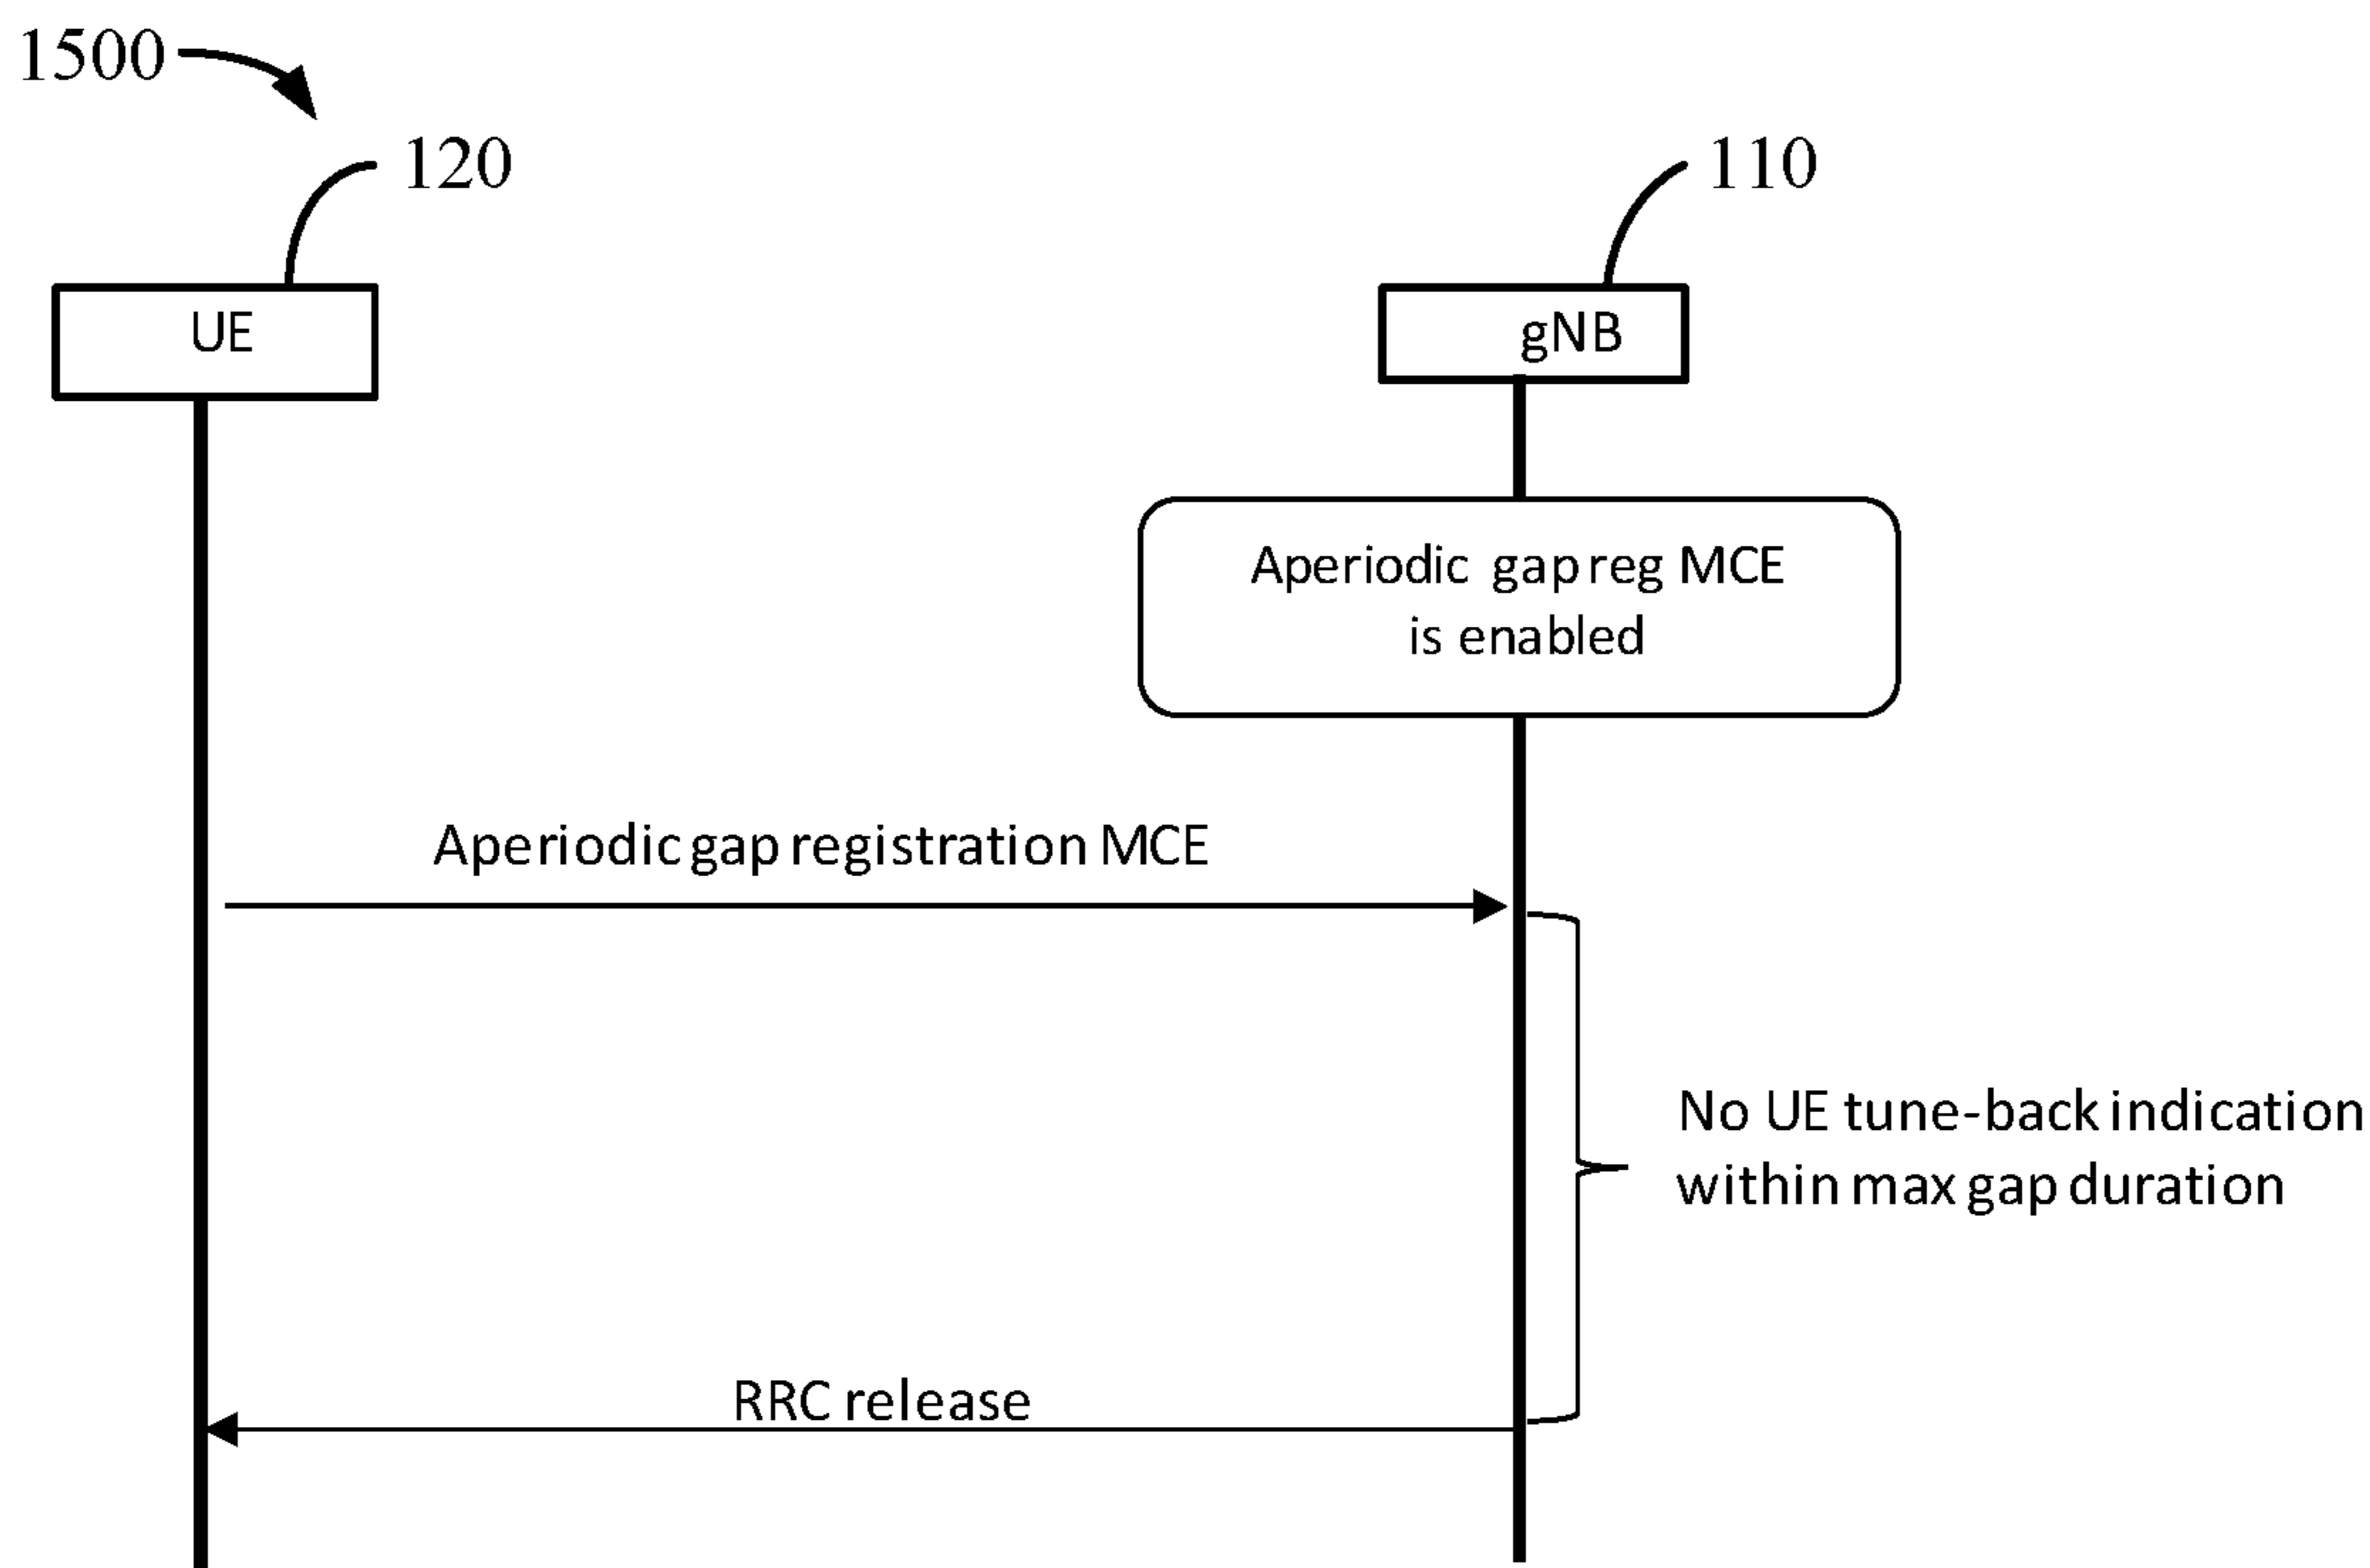 1500
120
110
UE
gNB
Aperiodic gap reg MCE
is enabled
Aperiodic gap registration MCE
No UE tune-back indication
within max gap duration
RRC release